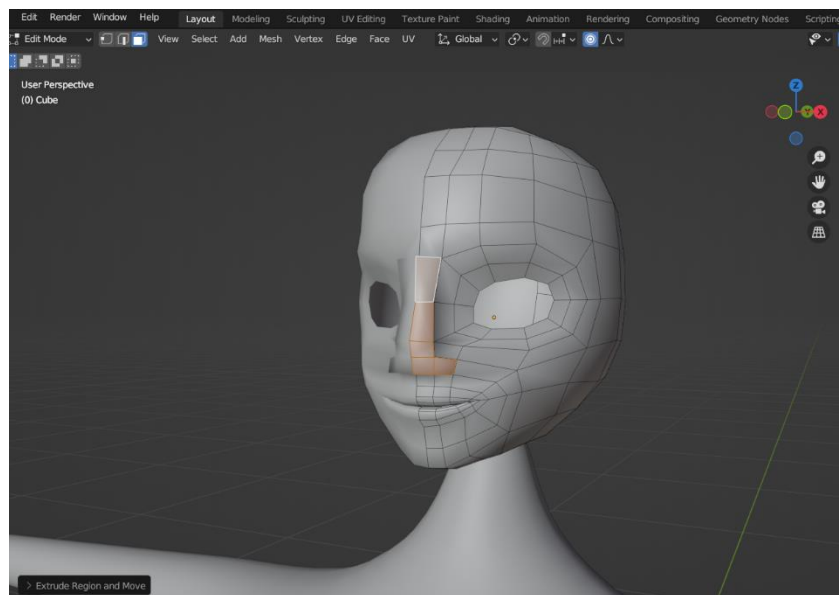 Edit Render Window Help Layout Modeling Sculpting UV Editing Texture Paint Shading Animation Rendering Compositing Geometry Nodes
Edit Mode View Select Add Mesh Vertex Edge Face UV Global
User Perspective
(0) Cube
Z
Y X
> Extrude Region and Move